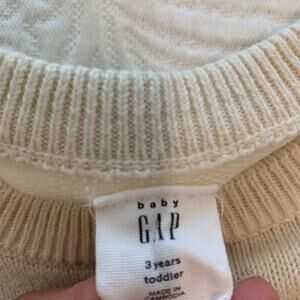 baby
GAP
3 years
toddler
MADE IN
CAMBODIA